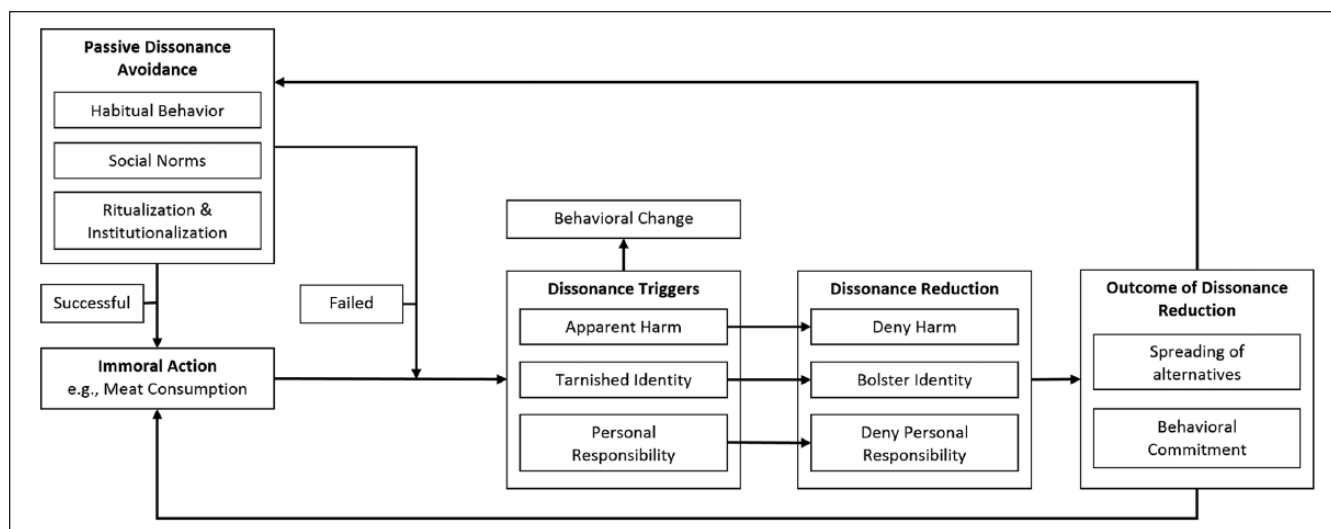 Passive Dissonance
Avoidance
Habitual Behavior
Social Norms
Ritualization &
Institutionalization
Successful
Failed
Immoral Action
e.g., Meat Consumption
Behavioral Change
Dissonance Triggers
Apparent Harm
Tarnished Identity
Personal
Responsibility
Dissonance Reduction
Deny Harm
Bolster Identity
Deny Personal
Responsibility
Outcome of Dissonance
Reduction
Spreading of
alternatives
Behavioral
Commitment